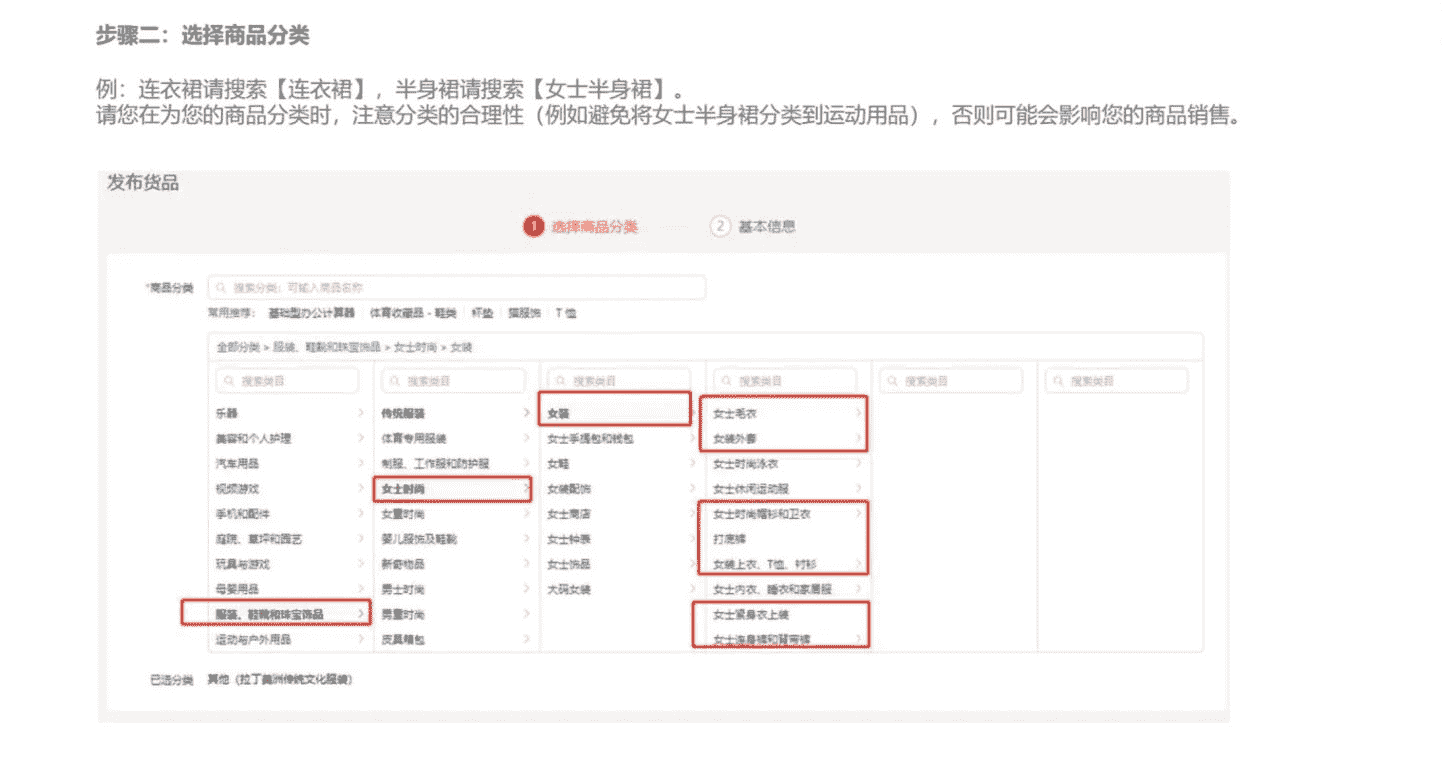 步骤二：选择商品分类
例：连衣裙请搜索【连衣裙】，半身裙请搜索【女士半身裙】。
请您在为您的商品分类时，注意分类的合理性（例如避免将女士半身裙分类到运动用品），否则可能会影响您的商品销售。
发布货品
1 选择商品分类 2 基本信息
*商品分类 搜索分类：可输入商品名称
常用推荐： 基础型办公计算器 体育收藏品 - 鞋类 杯垫 猫服饰 T 恤
全部分类 > 服装、鞋靴和珠宝饰品 > 女士时尚 > 女装
搜索类目 搜索类目 搜索类目 搜索类目 搜索类目 搜索类目
乐器 传统服装 女装 女士毛衣
美容和个人护理 体育专用服装 女士手提包和钱包 女装外套
汽车用品 制服、工作服和防护服 女鞋 女士时尚泳衣
视频游戏 女士时尚 女装配饰 女士休闲运动服
手机和配件 女童时尚 女士商店 女士时尚帽衫和卫衣
庭院、草坪和园艺 婴儿服饰及鞋靴 女士钟表 打底裤
玩具与游戏 新奇物品 女士饰品 女装上衣、T恤、衬衫
母婴用品 男士时尚 大码女装 女士内衣、睡衣和家居服
服装、鞋靴和珠宝饰品 男童时尚 女士紧身衣上装
运动与户外用品 皮具箱包 女士连身裤和背带裤
已选分类 其他（拉丁美洲传统文化服装）